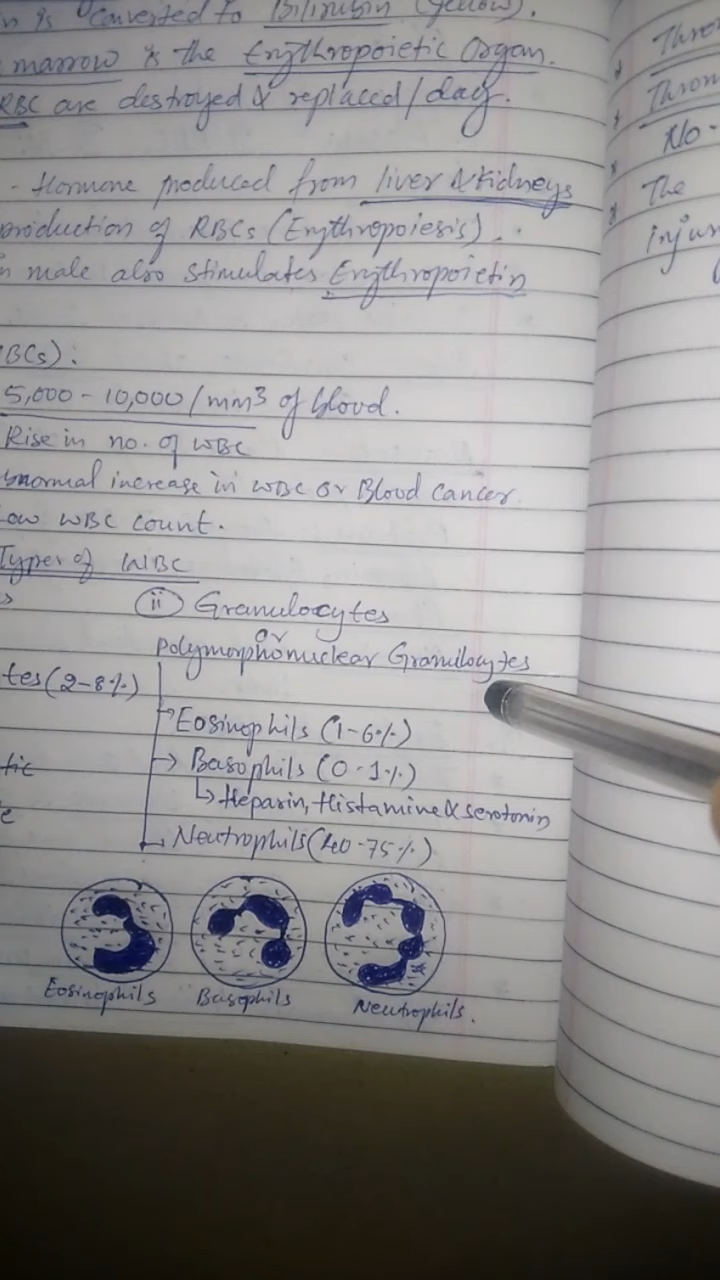 is converted to Bilirubin (yellow).
marrow is the Erythropoietic Organ.
RBC are destroyed & replaced/day.
- Hormone produced from liver & kidneys
production of RBCs (Erythropoiesis).
male also stimulates Erythropoietin
BCs):
5,000 - 10,000 / mm3 of blood.
Rise in no. of WBC
bnormal increase in WBC or Blood Cancer.
Low WBC count.
Types of WBC
(ii) Granulocytes
or
Polymorphonuclear Granulocytes
tes (2-8%)
→ Eosinophils (1-6%)
tic
→ Basophils (0-1%)
e
↳ Heparin, Histamine & serotonin
→ Neutrophils (40-75%)
Eosinophils Basophils Neutrophils.
Throm
Throm
No.
The
injur